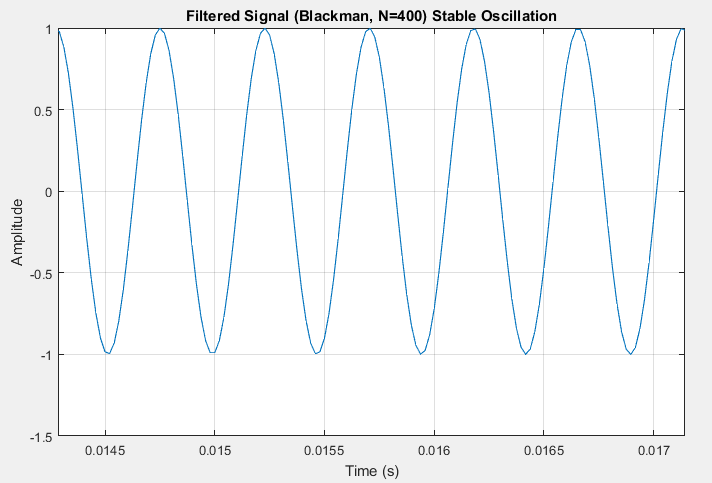 Filtered Signal (Blackman, N=400) Stable Oscillation
1
0.5
0
-0.5
-1
-1.5
Amplitude
0.0145 0.015 0.0155 0.016 0.0165 0.017
Time (s)